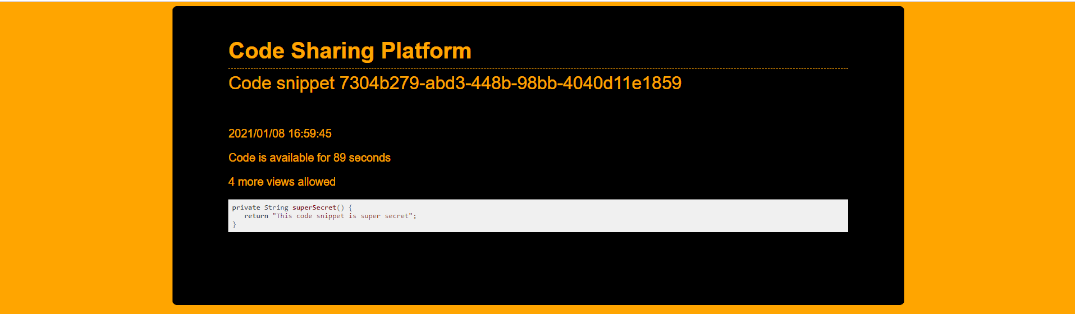 Code Sharing Platform
Code snippet 7304b279-abd3-448b-98bb-4040d11e1859
2021/01/08 16:59:45
Code is available for 89 seconds
4 more views allowed
private String superSecret() {
   return "This code snippet is super secret";
}